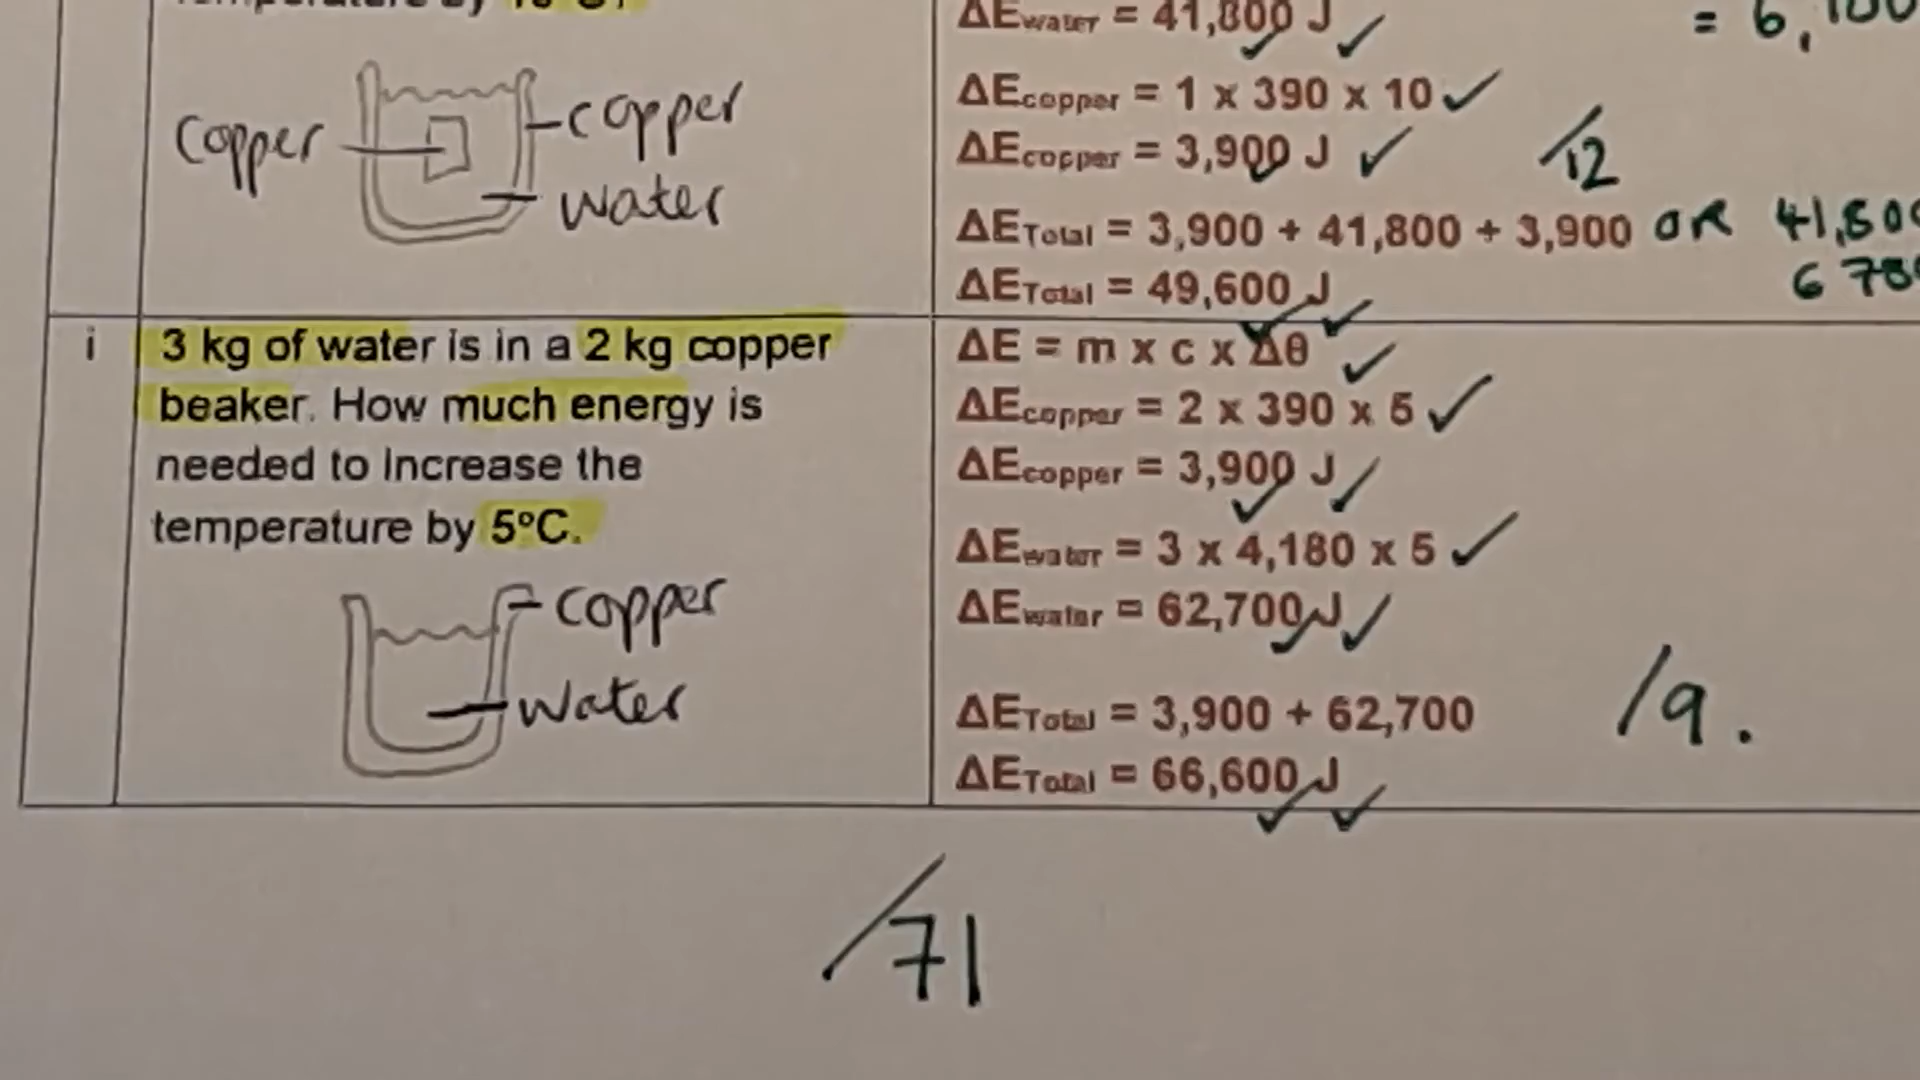 ΔEwater = 41,800 J
= 6,
ΔEcopper = 1 x 390 x 10
ΔEcopper = 3,900 J
/12
copper
copper
water
ΔETotal = 3,900 + 41,800 + 3,900 OR
ΔETotal = 49,600 J
i
3 kg of water is in a 2 kg copper
beaker. How much energy is
needed to increase the
temperature by 5°C.
copper
water
ΔE = m x c x Δθ
ΔEcopper = 2 x 390 x 5
ΔEcopper = 3,900 J
ΔEwater = 3 x 4,180 x 5
ΔEwater = 62,700 J
ΔETotal = 3,900 + 62,700
ΔETotal = 66,600 J
/9.
/71